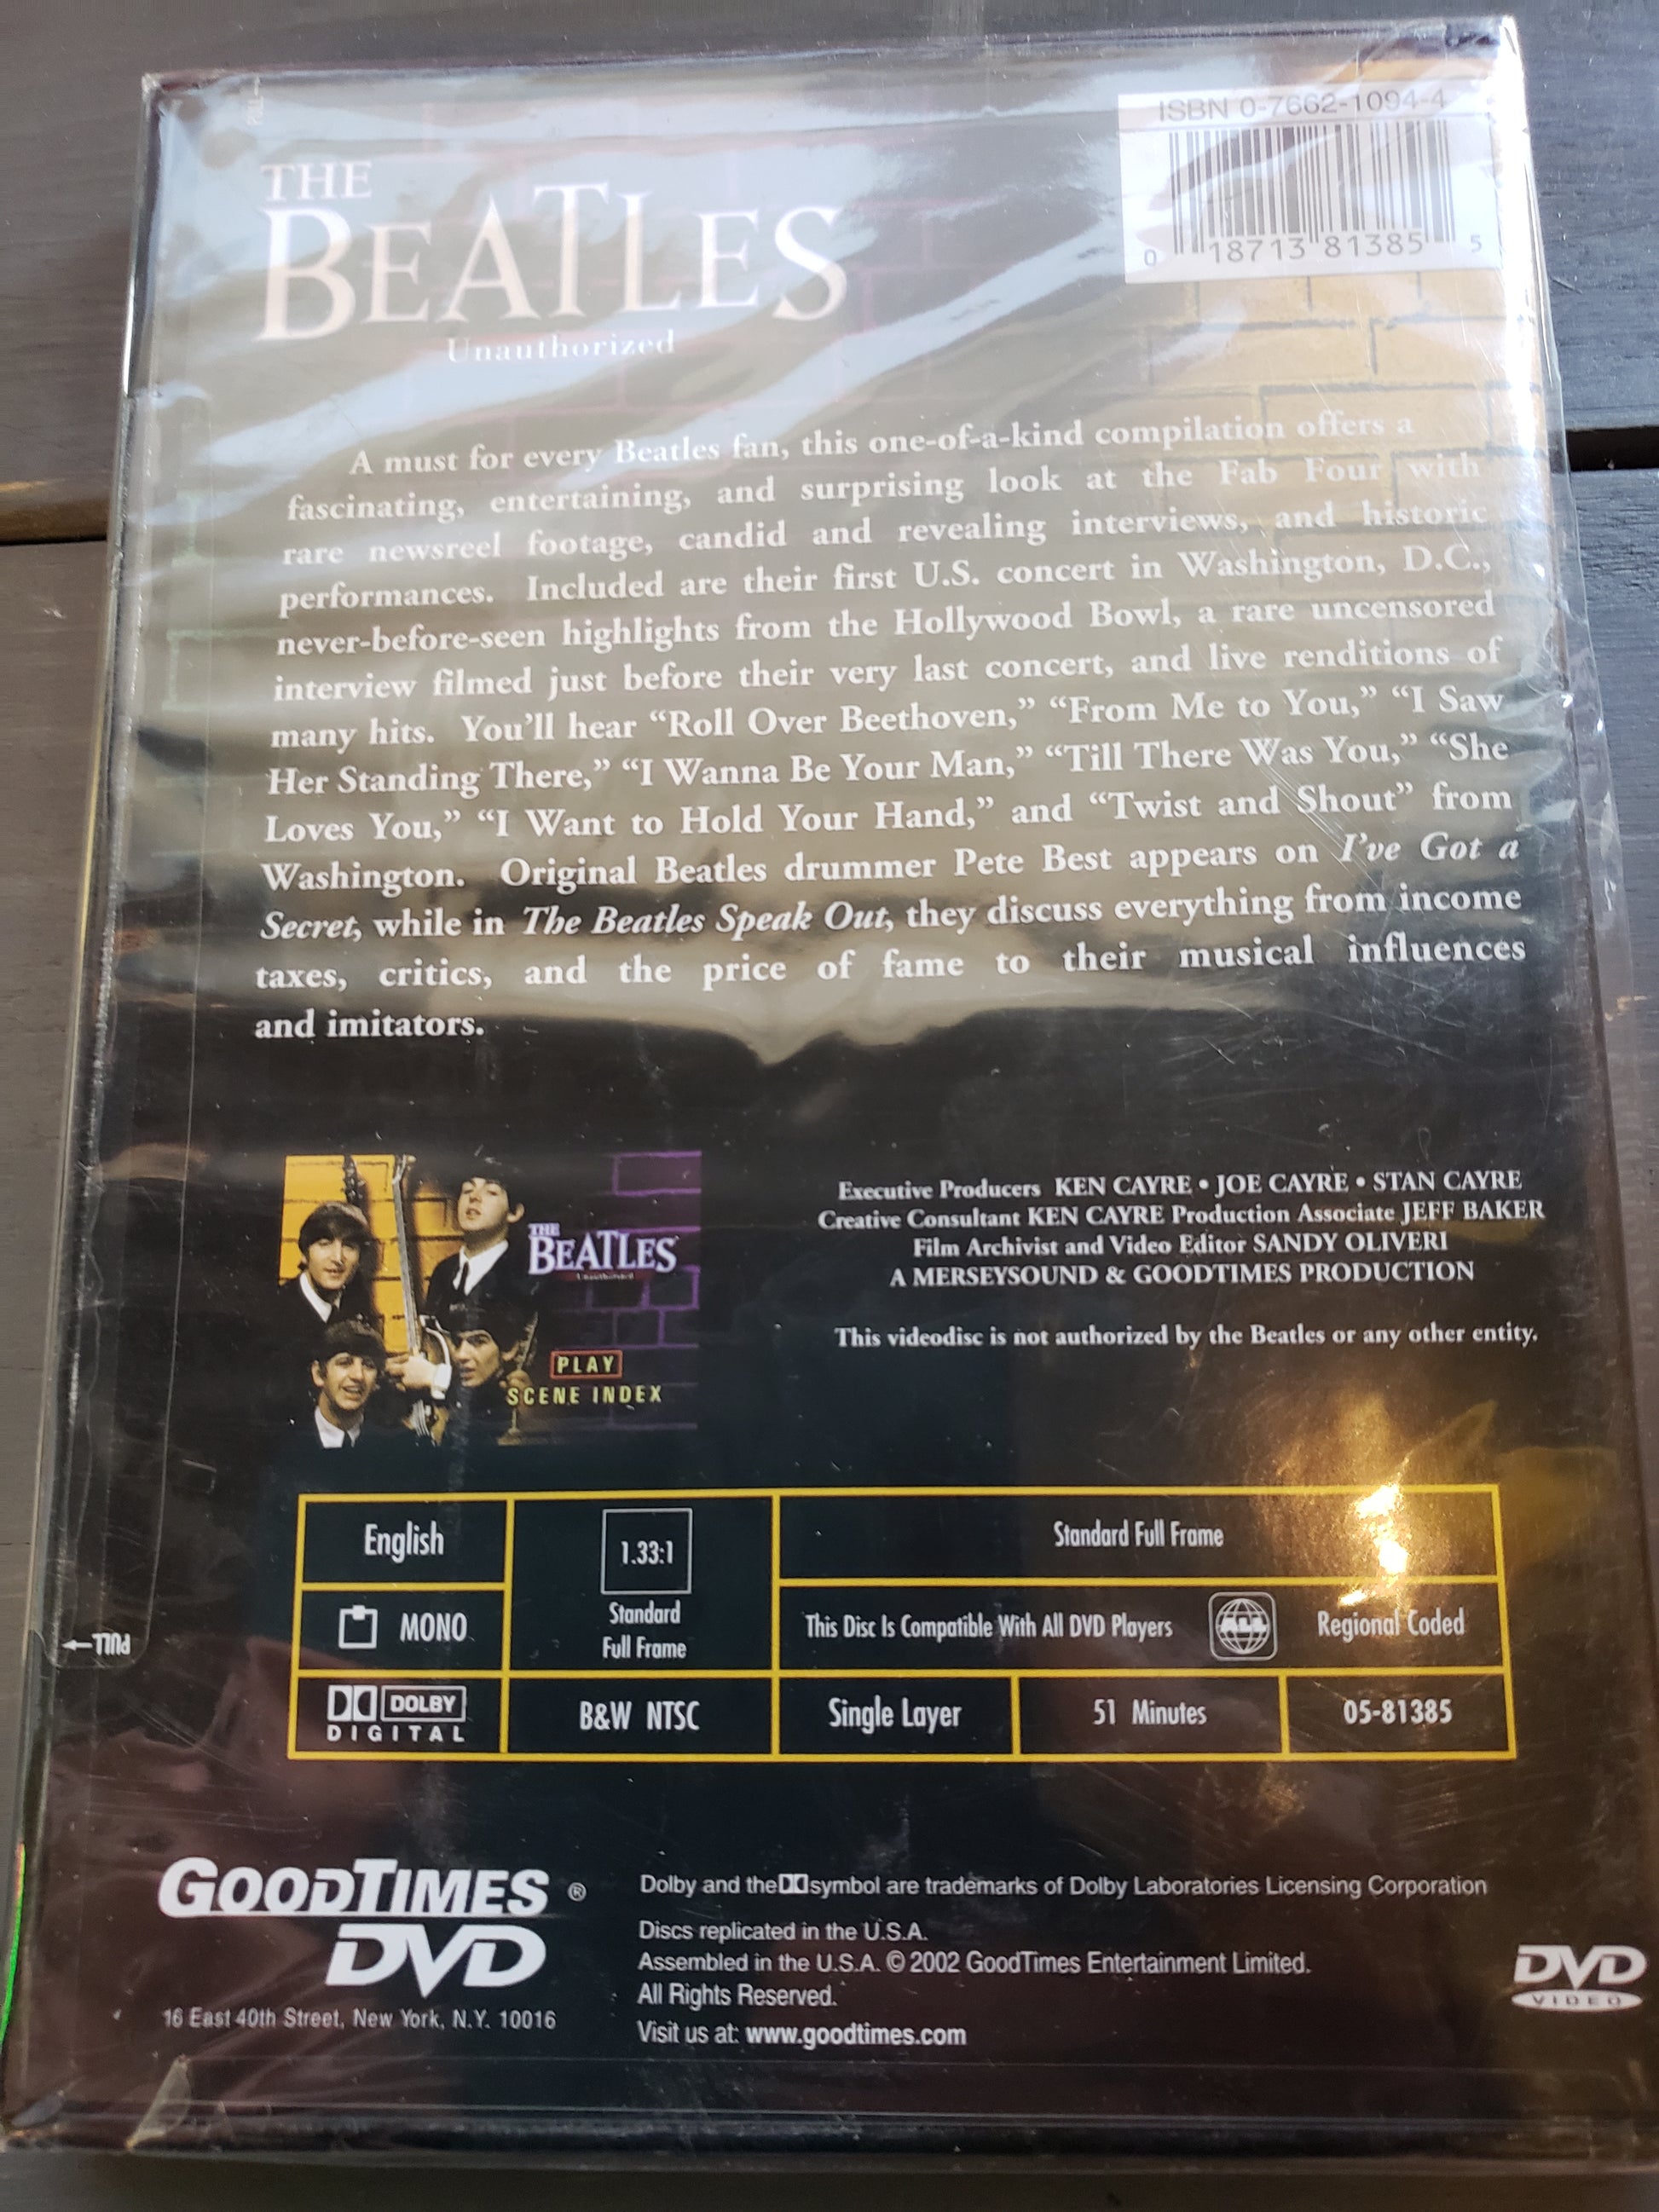 ISBN 0-7662-1094-4
0 18713 81385 5
THE
BEATLES
Unauthorized
A must for every Beatles fan, this one-of-a-kind compilation offers a
fascinating, entertaining, and surprising look at the Fab Four with
rare newsreel footage, candid and revealing interviews, and historic
performances. Included are their first U.S. concert in Washington, D.C.,
never-before-seen highlights from the Hollywood Bowl, a rare uncensored
interview filmed just before their very last concert, and live renditions of
many hits. You'll hear “Roll Over Beethoven,” “From Me to You,” “I Saw
Her Standing There,” “I Wanna Be Your Man,” “Till There Was You,” “She
Loves You,” “I Want to Hold Your Hand,” and “Twist and Shout” from
Washington. Original Beatles drummer Pete Best appears on I've Got a
Secret, while in The Beatles Speak Out, they discuss everything from income
taxes, critics, and the price of fame to their musical influences
and imitators.
THE
BEATLES
Unauthorized
PLAY
SCENE INDEX
Executive Producers KEN CAYRE • JOE CAYRE • STAN CAYRE
Creative Consultant KEN CAYRE Production Associate JEFF BAKER
Film Archivist and Video Editor SANDY OLIVERI
A MERSEYSOUND & GOODTIMES PRODUCTION
This videodisc is not authorized by the Beatles or any other entity.
English
1.33:1
Standard
Full Frame
Standard Full Frame
MONO
This Disc Is Compatible With All DVD Players
ALL
Regional Coded
DOLBY
DIGITAL
B&W NTSC
Single Layer
51 Minutes
05-81385
PULL
GOODTIMES ®
DVD
16 East 40th Street, New York, N.Y. 10016
Dolby and the symbol are trademarks of Dolby Laboratories Licensing Corporation
Discs replicated in the U.S.A.
Assembled in the U.S.A. © 2002 GoodTimes Entertainment Limited.
All Rights Reserved.
Visit us at: www.goodtimes.com
DVD
VIDEO